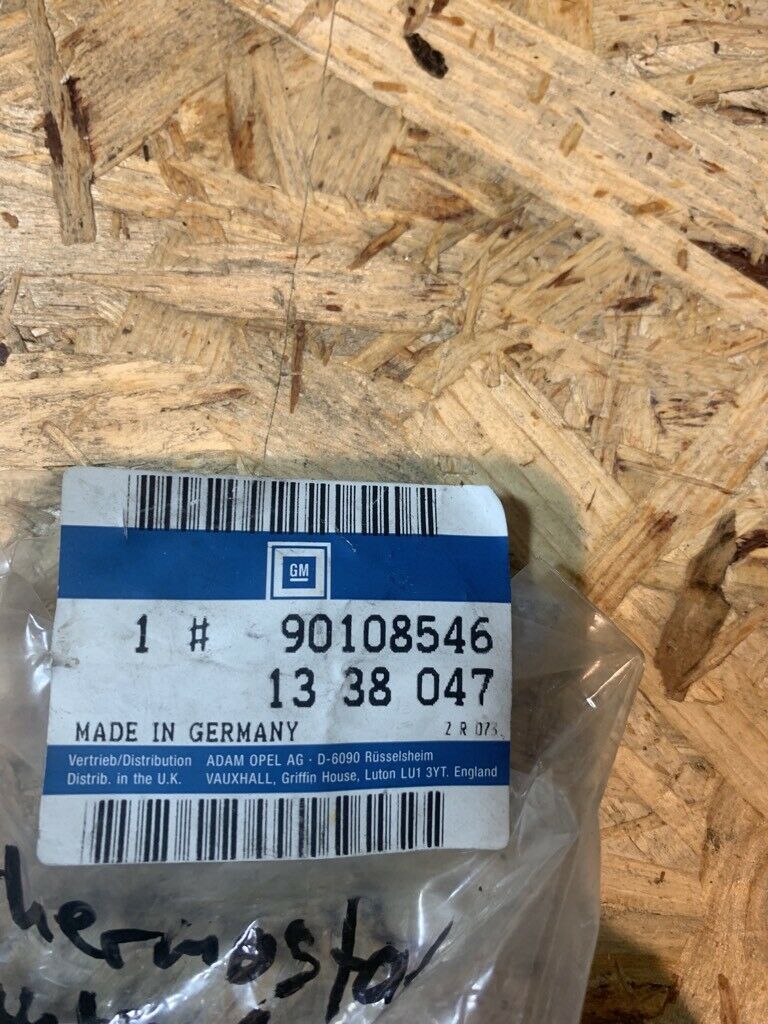 GM
1 # 90108546
13 38 047
MADE IN GERMANY
Vertrieb/Distribution ADAM OPEL AG · D-6090 Rüsselsheim
Distrib. in the U.K. VAUXHALL, Griffin House, Luton LU1 3YT. England